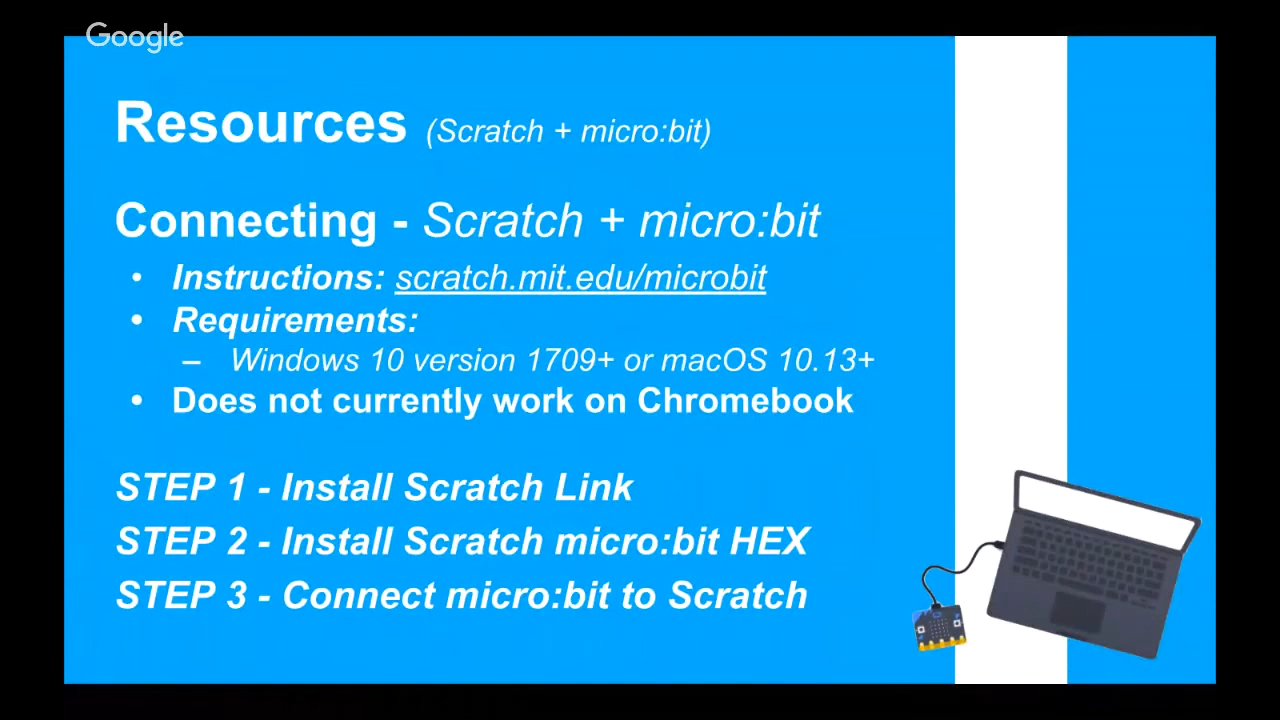 Google
Resources (Scratch + micro:bit)
Connecting - Scratch + micro:bit
• Instructions: scratch.mit.edu/microbit
• Requirements:
– Windows 10 version 1709+ or macOS 10.13+
• Does not currently work on Chromebook
STEP 1 - Install Scratch Link
STEP 2 - Install Scratch micro:bit HEX
STEP 3 - Connect micro:bit to Scratch